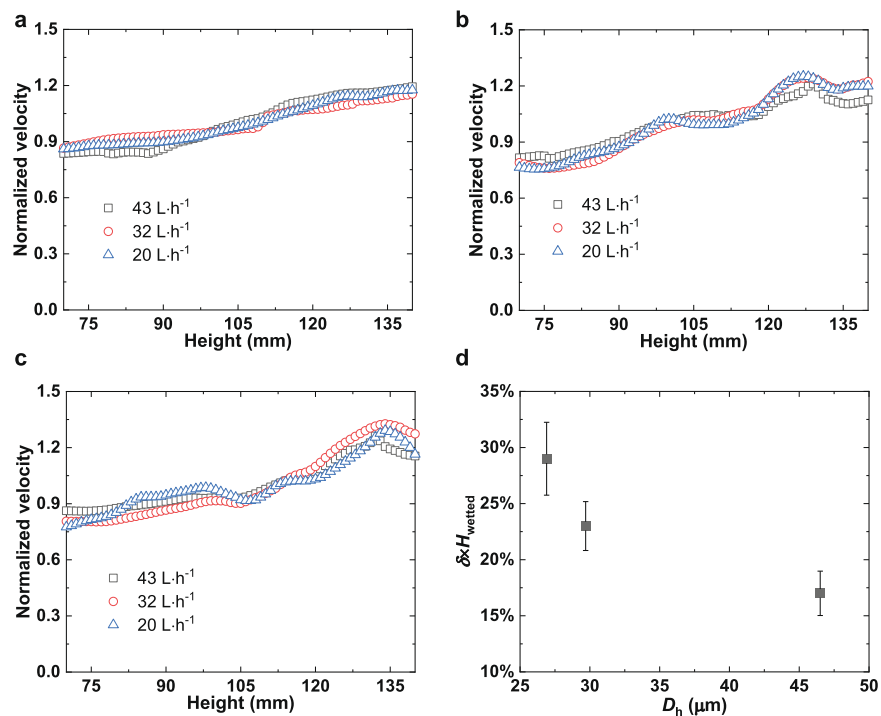 a
Normalized velocity
1.5
1.2
0.9
0.6
0.3
0.0
43 L·h⁻¹
32 L·h⁻¹
20 L·h⁻¹
75 90 105 120 135
Height (mm)
b
Normalized velocity
1.5
1.2
0.9
0.6
0.3
0.0
43 L·h⁻¹
32 L·h⁻¹
20 L·h⁻¹
75 90 105 120 135
Height (mm)
c
Normalized velocity
1.5
1.2
0.9
0.6
0.3
0.0
43 L·h⁻¹
32 L·h⁻¹
20 L·h⁻¹
75 90 105 120 135
Height (mm)
d
δ×H_wetted
35%
30%
25%
20%
15%
10%
25 30 35 40 45 50
D_h (μm)